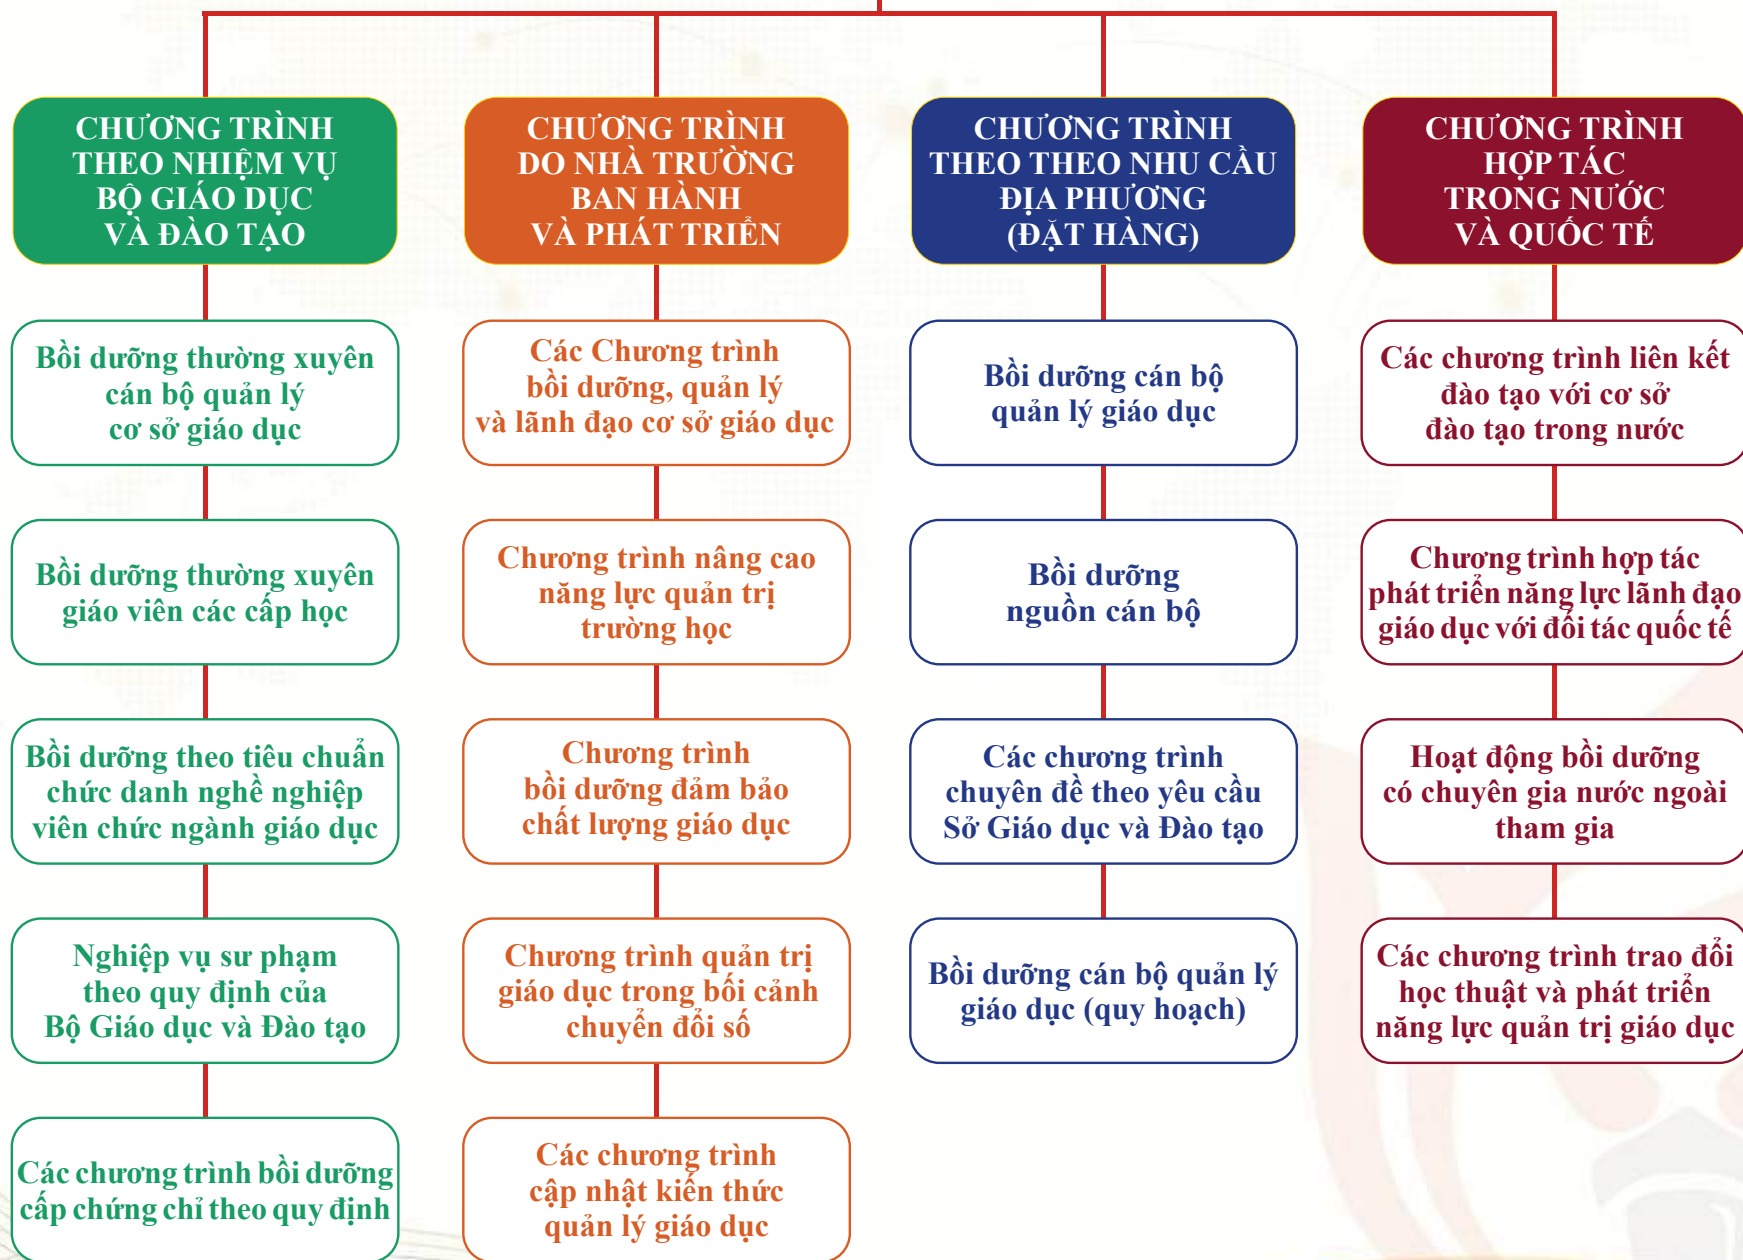 CHƯƠNG TRÌNH
THEO NHIỆM VỤ
BỘ GIÁO DỤC
VÀ ĐÀO TẠO
Bồi dưỡng thường xuyên
cán bộ quản lý
cơ sở giáo dục
Bồi dưỡng thường xuyên
giáo viên các cấp học
Bồi dưỡng theo tiêu chuẩn
chức danh nghề nghiệp
viên chức ngành giáo dục
Nghiệp vụ sư phạm
theo quy định của
Bộ Giáo dục và Đào tạo
Các chương trình bồi dưỡng
cấp chứng chỉ theo quy định
CHƯƠNG TRÌNH
DO NHÀ TRƯỜNG
BAN HÀNH
VÀ PHÁT TRIỂN
Các Chương trình
bồi dưỡng, quản lý
và lãnh đạo cơ sở giáo dục
Chương trình nâng cao
năng lực quản trị
trường học
Chương trình
bồi dưỡng đảm bảo
chất lượng giáo dục
Chương trình quản trị
giáo dục trong bối cảnh
chuyển đổi số
Các chương trình
cập nhật kiến thức
quản lý giáo dục
CHƯƠNG TRÌNH
THEO THEO NHU CẦU
ĐỊA PHƯƠNG
(ĐẶT HÀNG)
Bồi dưỡng cán bộ
quản lý giáo dục
Bồi dưỡng
nguồn cán bộ
Các chương trình
chuyên đề theo yêu cầu
Sở Giáo dục và Đào tạo
Bồi dưỡng cán bộ quản lý
giáo dục (quy hoạch)
CHƯƠNG TRÌNH
HỢP TÁC
TRONG NƯỚC
VÀ QUỐC TẾ
Các chương trình liên kết
đào tạo với cơ sở
đào tạo trong nước
Chương trình hợp tác
phát triển năng lực lãnh đạo
giáo dục với đối tác quốc tế
Hoạt động bồi dưỡng
có chuyên gia nước ngoài
tham gia
Các chương trình trao đổi
học thuật và phát triển
năng lực quản trị giáo dục